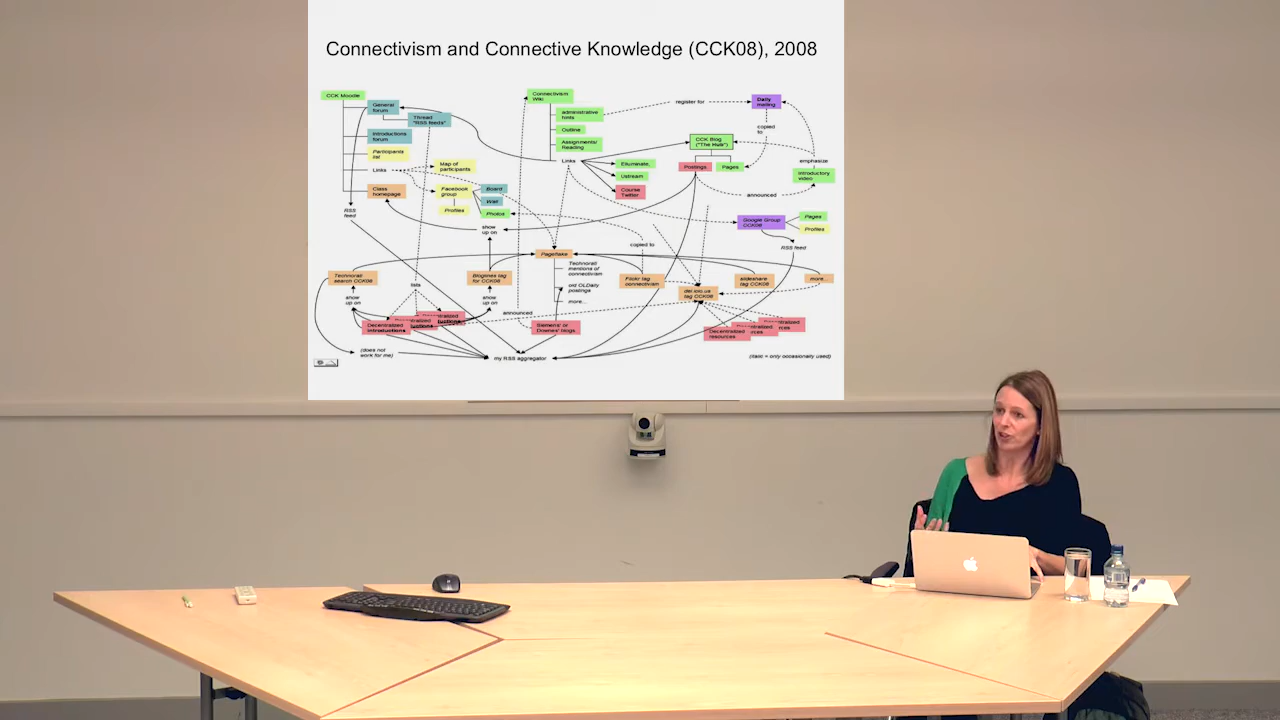 Connectivism and Connective Knowledge (CCK08), 2008
CCK Moodle
General
forum
Thread
"RSS feeds"
Introductions
forum
Participants
list
Links
Map of
participants
Class
homepage
Facebook
group
Profiles
Board
Wall
Photos
RSS
feed
show
up on
Connectivism
Wiki
administrative
hints
Outline
Assignments/
Reading
Links
Elluminate,
Ustream
Course
Twitter
register for
Daily
mailing
copied
to
CCK Blog
("The Hub")
Postings
Pages
emphasize
introductory
video
announced
Google Group
CCK08
Pages
Profiles
RSS feed
copied to
Pageflake
Technorati
mentions of
connectivism
old OLDaily
postings
more...
Technorati
search CCK08
show
up on
lists
Bloglines tag
for CCK08
show
up on
announced
Flickr tag
connectivism
del.icio.us
tag CCK08
slideshare
tag CCK08
more...
Decentralized
introductions
Siemens' or
Downes' blogs
Decentralized
resources
(does not
work for me)
my RSS aggregator
(italic = only occasionally used)